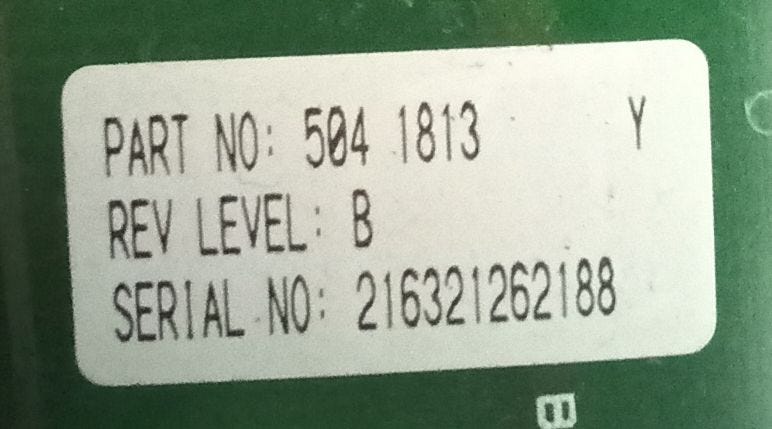 PART NO: 504 1813 Y
REV LEVEL: B
SERIAL NO: 216321262188